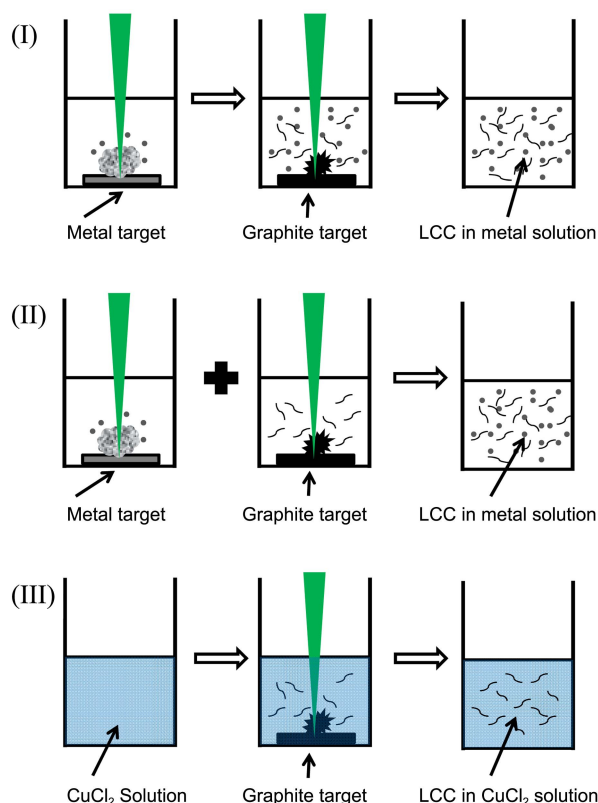 (I)
Metal target
Graphite target
LCC in metal solution
(II)
Metal target
Graphite target
LCC in metal solution
(III)
CuCl₂ Solution
Graphite target
LCC in CuCl₂ solution